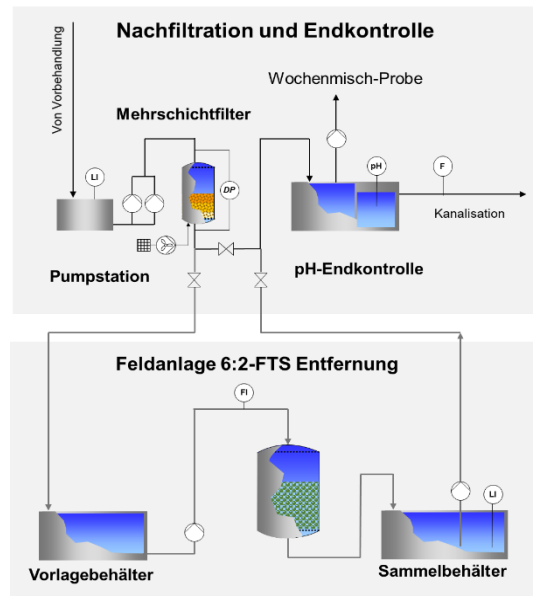 Nachfiltration und Endkontrolle
Von Vorbehandlung
Wochenmisch-Probe
Mehrschichtfilter
LI
DP
pH
F
Kanalisation
Pumpstation
pH-Endkontrolle
Feldanlage 6:2-FTS Entfernung
FI
LI
Vorlagebehälter
Sammelbehälter